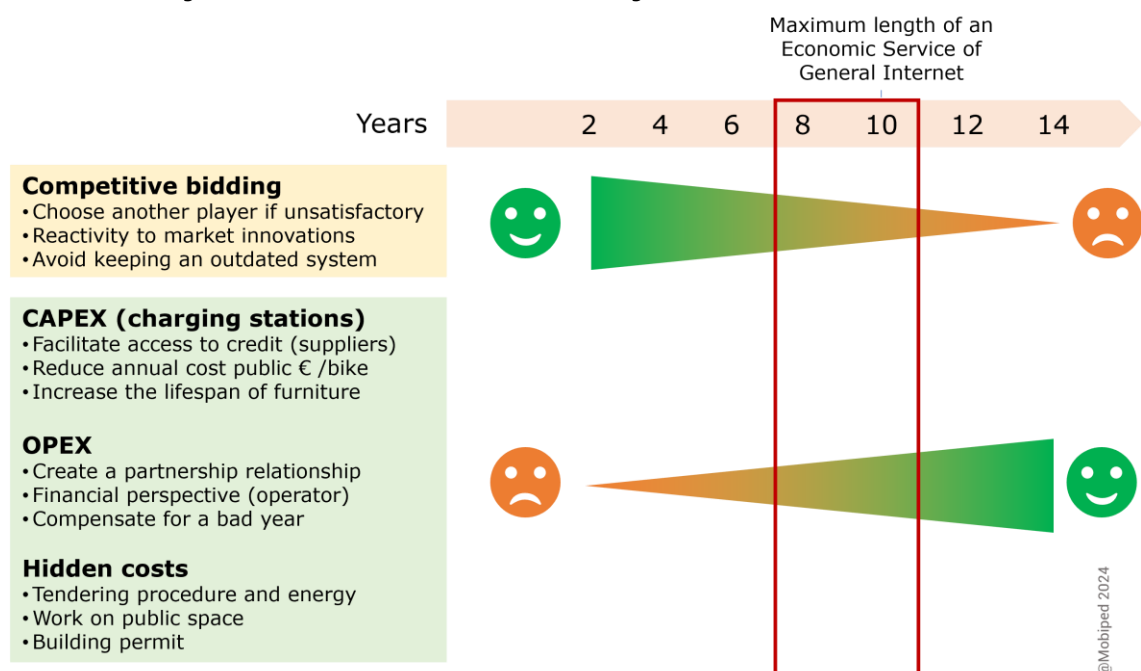 Maximum length of an
Economic Service of
General Internet
Years 2 4 6 8 10 12 14
Competitive bidding
• Choose another player if unsatisfactory
• Reactivity to market innovations
• Avoid keeping an outdated system
CAPEX (charging stations)
• Facilitate access to credit (suppliers)
• Reduce annual cost public € /bike
• Increase the lifespan of furniture
OPEX
• Create a partnership relationship
• Financial perspective (operator)
• Compensate for a bad year
Hidden costs
• Tendering procedure and energy
• Work on public space
• Building permit
@Mobiped 2024